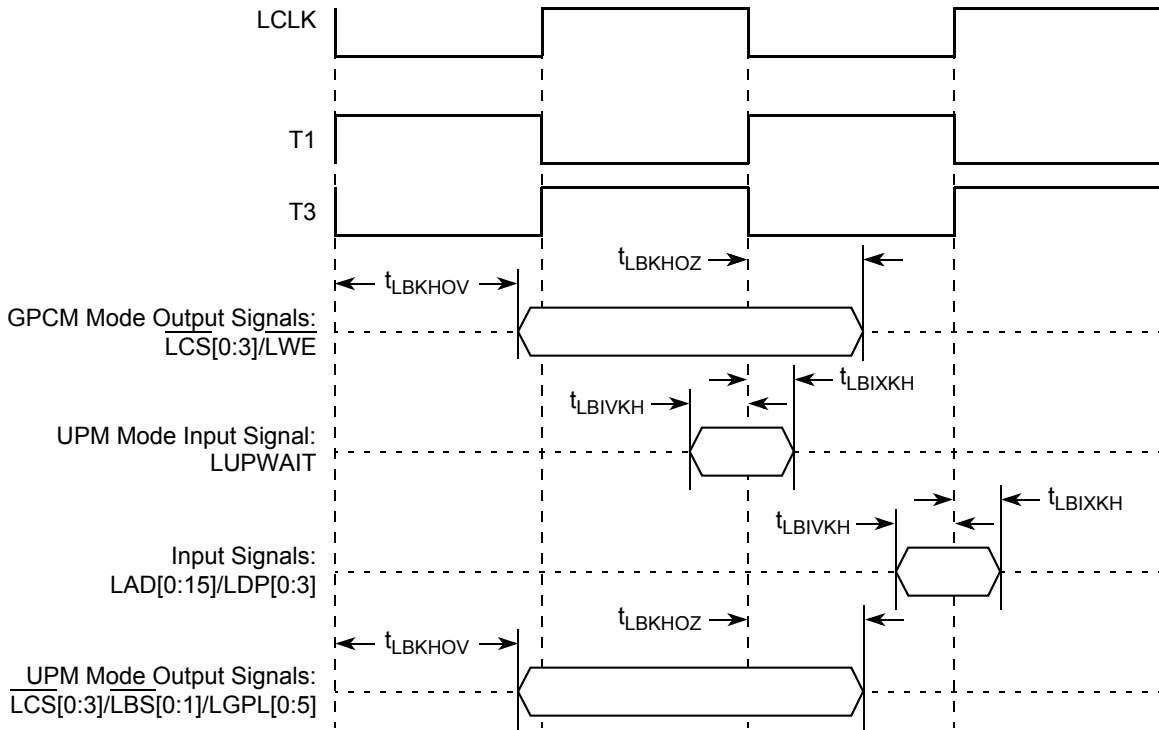 LCLK
T1
T3
tLBKHOZ
tLBKHOV
GPCM Mode Output Signals:
LCS[0:3]/LWE
tLBIXKH
tLBIVKH
UPM Mode Input Signal:
LUPWAIT
tLBIXKH
tLBIVKH
Input Signals:
LAD[0:15]/LDP[0:3]
tLBKHOZ
tLBKHOV
UPM Mode Output Signals:
LCS[0:3]/LBS[0:1]/LGPL[0:5]